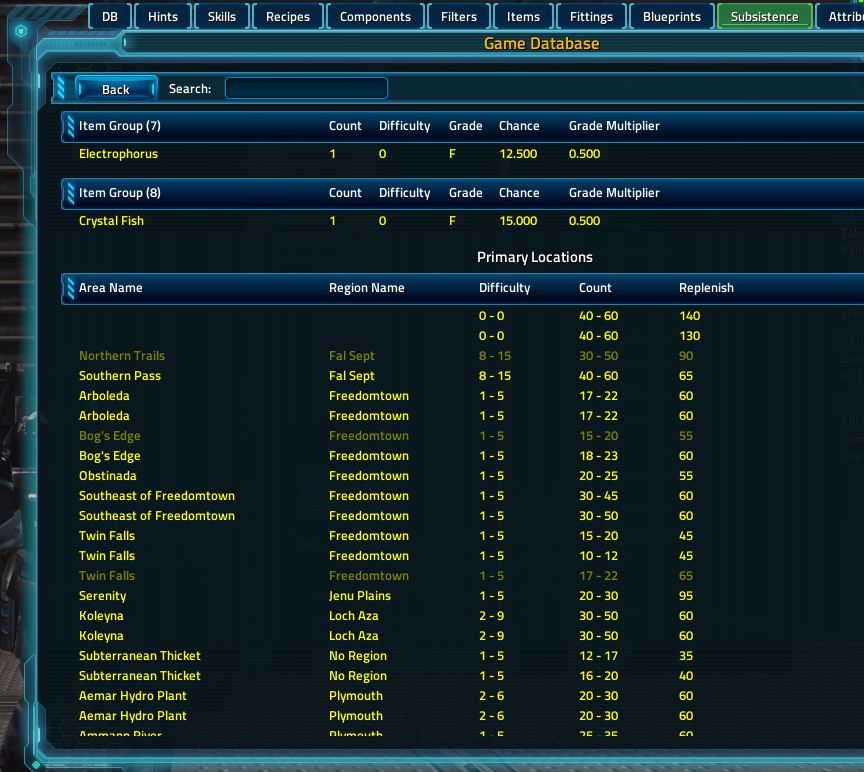 DB Hints Skills Recipes Components Filters Items Fittings Blueprints Subsistence Attribu
Game Database
Back Search:
Item Group (7) Count Difficulty Grade Chance Grade Multiplier
Electrophorus 1 0 F 12.500 0.500
Item Group (8) Count Difficulty Grade Chance Grade Multiplier
Crystal Fish 1 0 F 15.000 0.500
Primary Locations
Area Name Region Name Difficulty Count Replenish
0 - 0 40 - 60 140
0 - 0 40 - 60 130
Northern Trails Fal Sept 8 - 15 30 - 50 90
Southern Pass Fal Sept 8 - 15 40 - 60 65
Arboleda Freedomtown 1 - 5 17 - 22 60
Arboleda Freedomtown 1 - 5 17 - 22 60
Bog's Edge Freedomtown 1 - 5 15 - 20 55
Bog's Edge Freedomtown 1 - 5 18 - 23 60
Obstinada Freedomtown 1 - 5 20 - 25 55
Southeast of Freedomtown Freedomtown 1 - 5 30 - 45 60
Southeast of Freedomtown Freedomtown 1 - 5 30 - 50 60
Twin Falls Freedomtown 1 - 5 15 - 20 45
Twin Falls Freedomtown 1 - 5 10 - 12 45
Twin Falls Freedomtown 1 - 5 17 - 22 65
Serenity Jenu Plains 1 - 5 20 - 30 95
Koleyna Loch Aza 2 - 9 30 - 50 60
Koleyna Loch Aza 2 - 9 30 - 50 60
Subterranean Thicket No Region 1 - 5 12 - 17 35
Subterranean Thicket No Region 1 - 5 16 - 20 40
Aemar Hydro Plant Plymouth 2 - 6 20 - 30 60
Aemar Hydro Plant Plymouth 2 - 6 20 - 30 60
Ammann River Plymouth 1 - 5 25 - 35 60